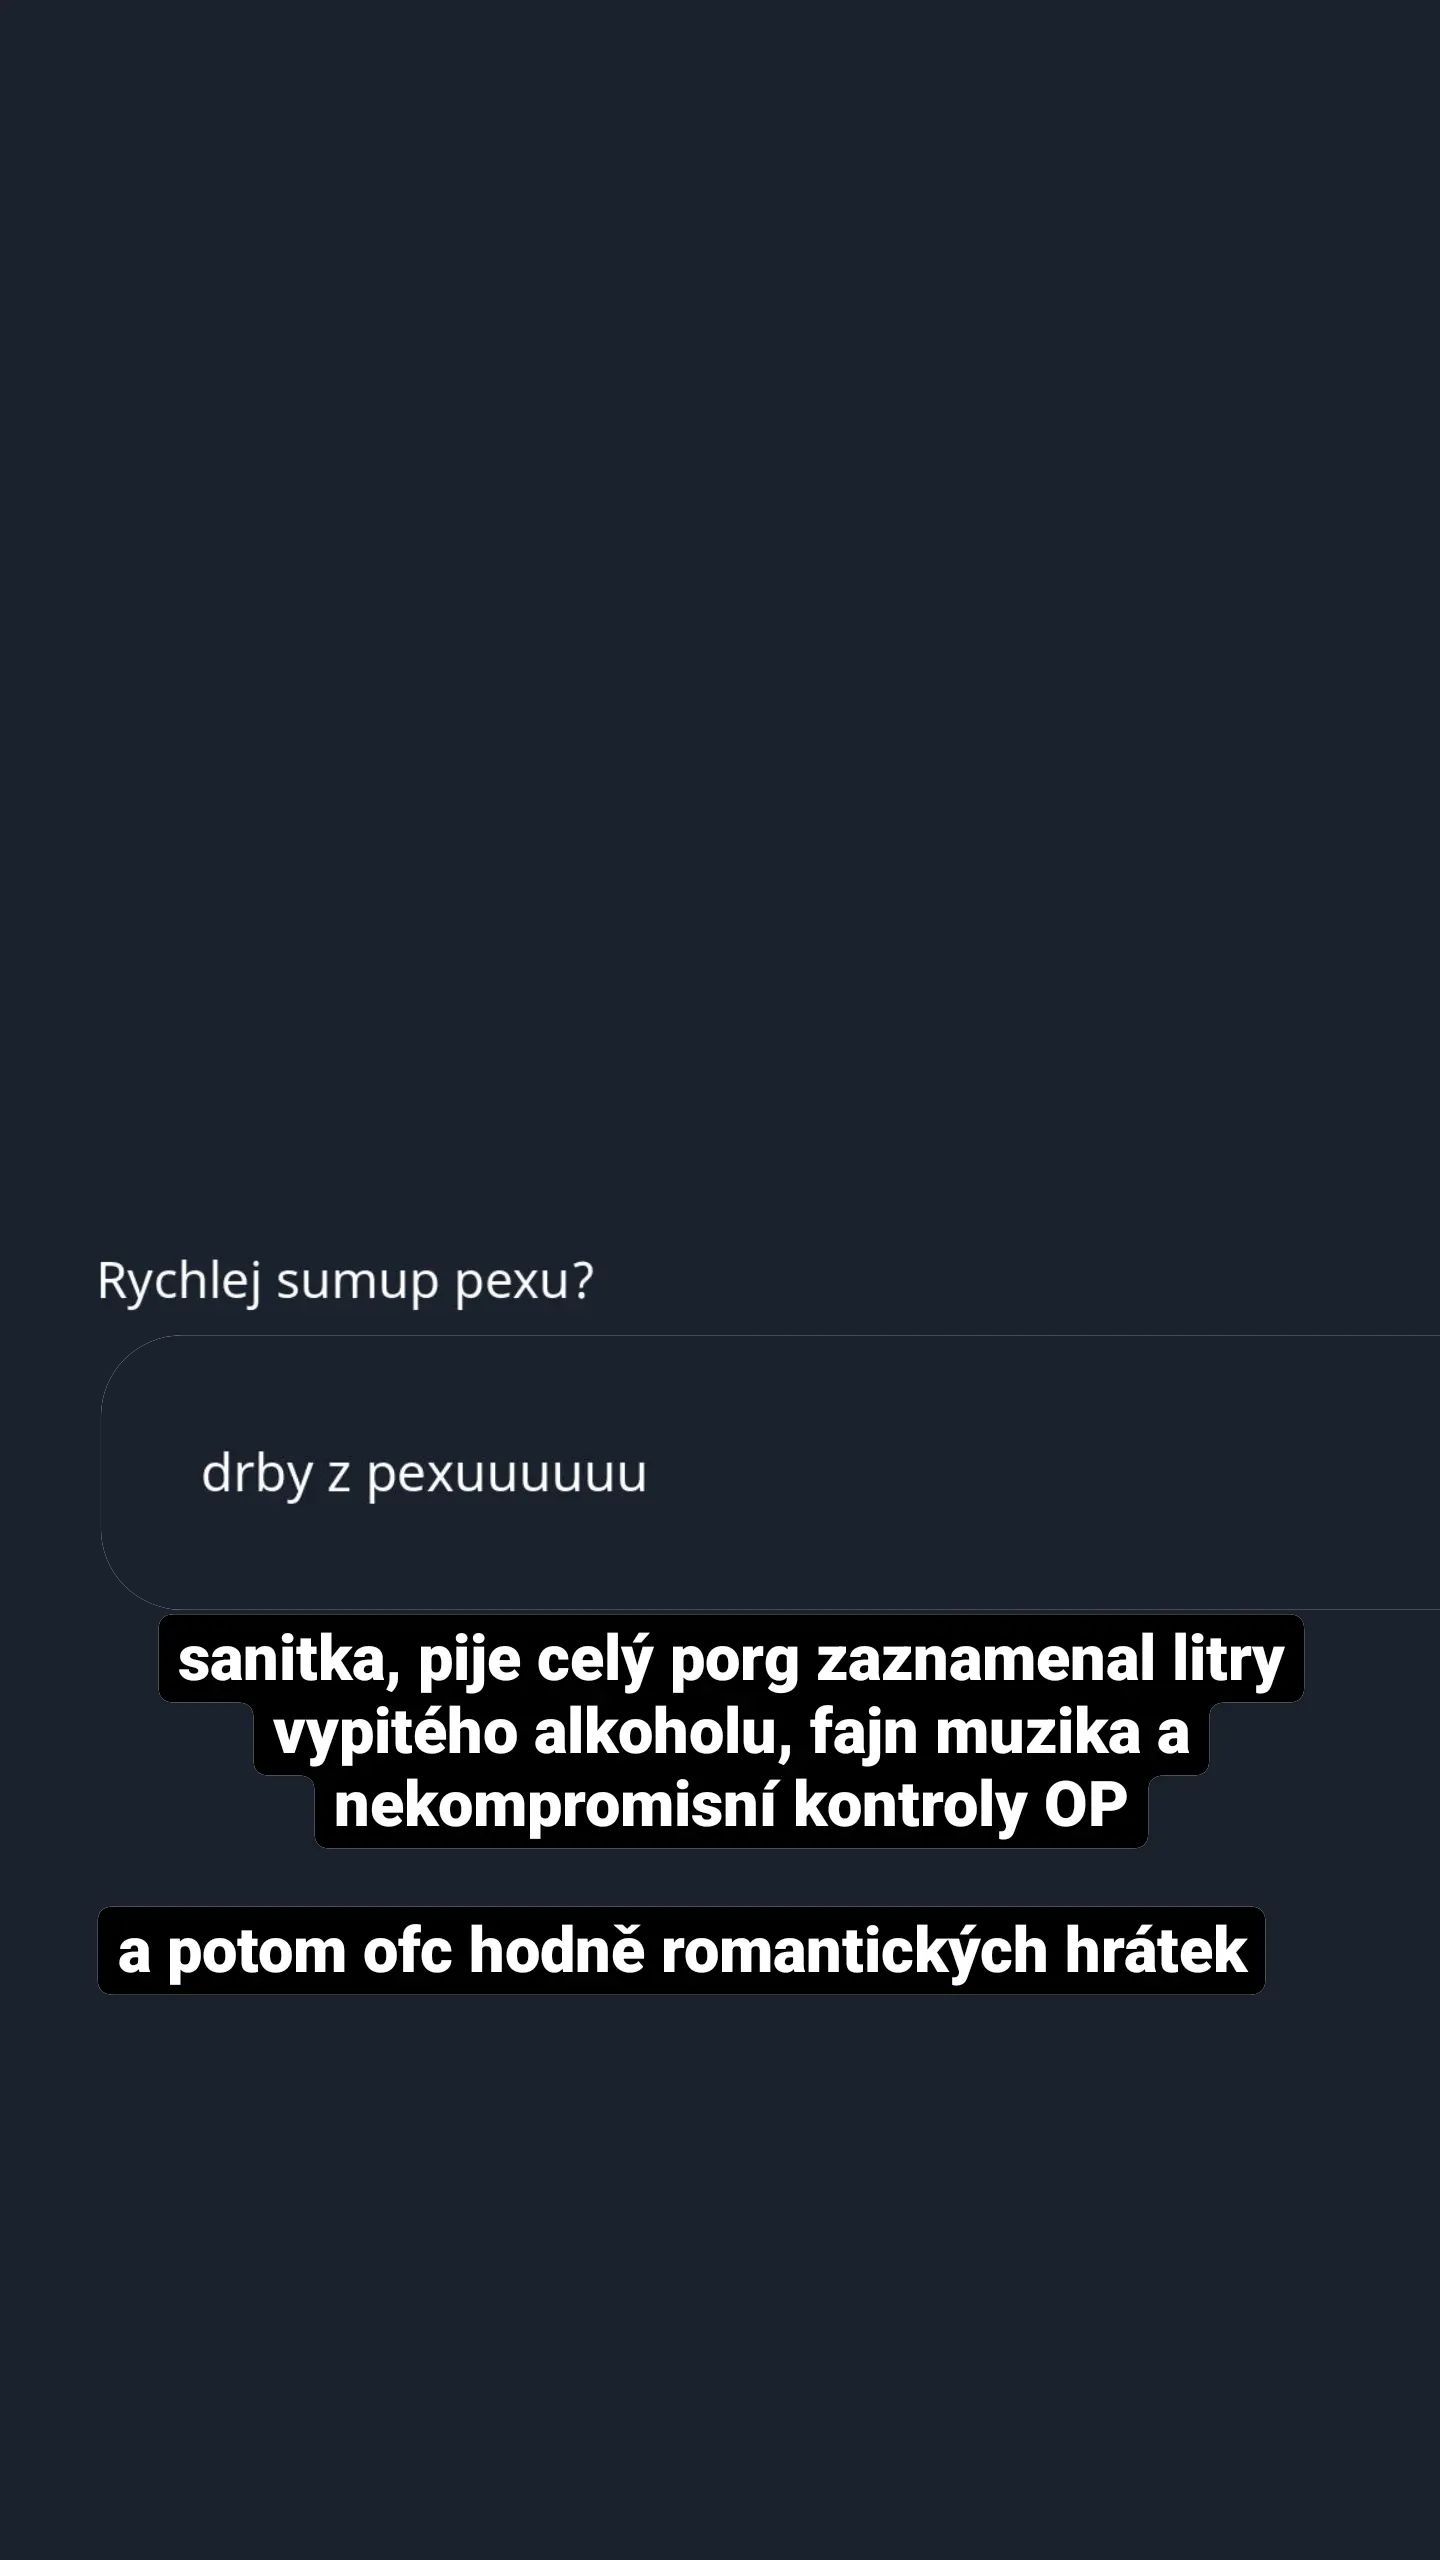 Rychlej sumup pexu?
drby z pexuuuuuu
sanitka, pije celý porg zaznamenal litry
vypitého alkoholu, fajn muzika a
nekompromisní kontroly OP
a potom ofc hodně romantických hrátek